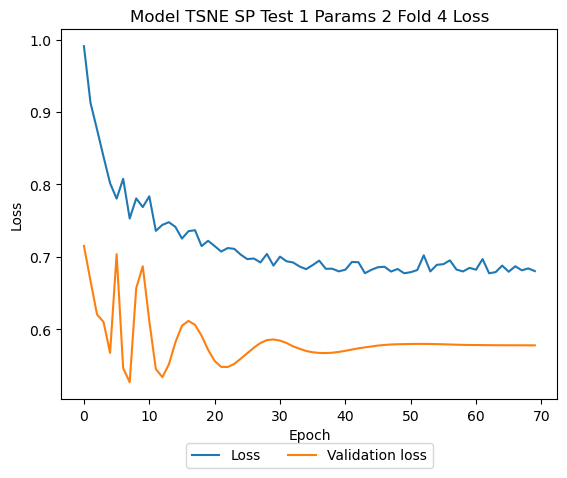 Model TSNE SP Test 1 Params 2 Fold 4 Loss
1.0
0.9
0.8
0.7
0.6
Loss
0 10 20 30 40 50 60 70
Epoch
Loss Validation loss